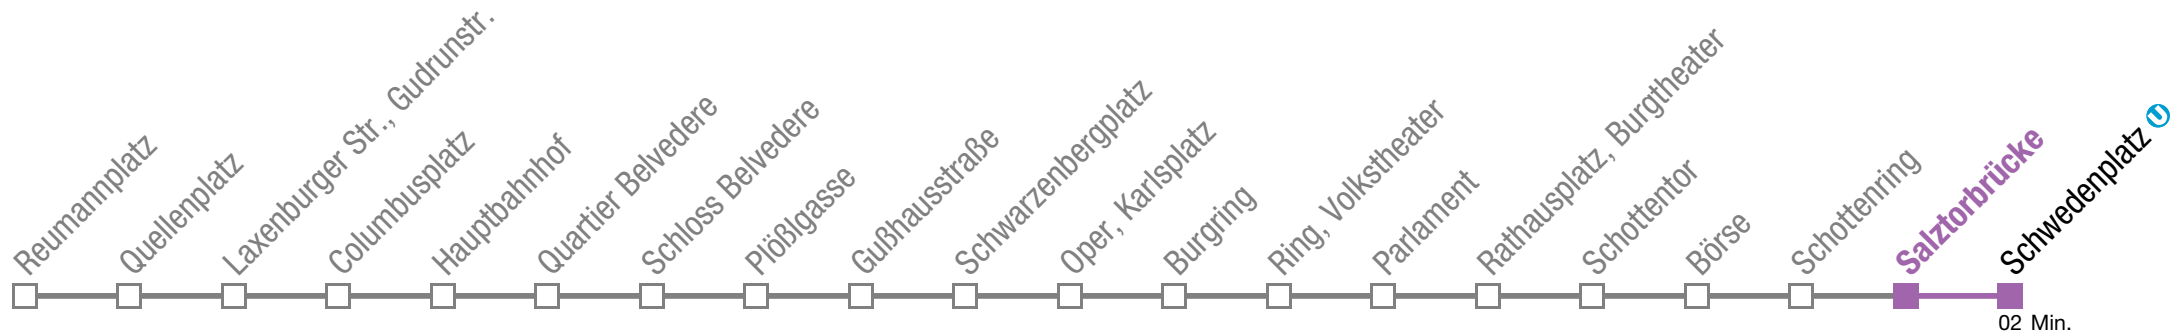 Reumannplatz
Quellenplatz
Laxenburger Str., Gudrunstr.
Columbusplatz
Hauptbahnhof
Quartier Belvedere
Schloss Belvedere
Plößlgasse
Gußhausstraße
Schwarzenbergplatz
Oper, Karlsplatz
Burgring
Ring, Volkstheater
Parlament
Rathausplatz, Burgtheater
Schottentor
Börse
Schottenring
Salztorbrücke
Schwedenplatz U
02 Min.